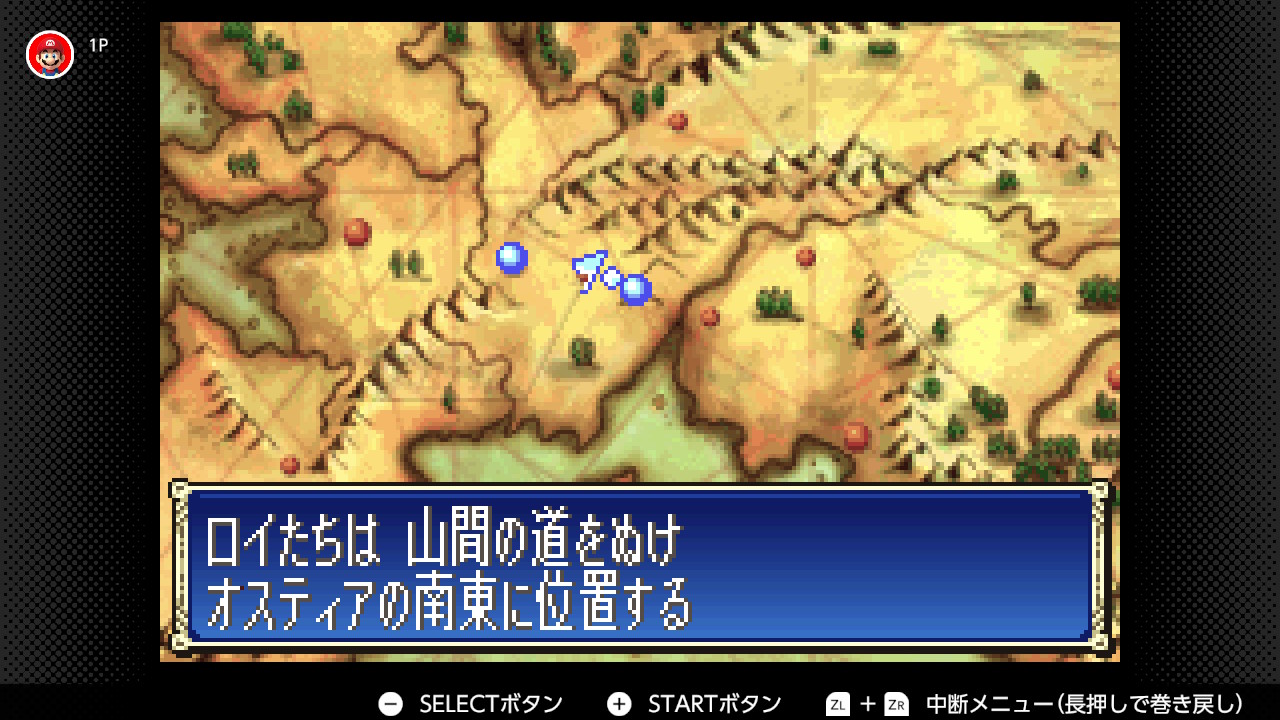 1P
ロイたちは 山間の道をぬけ
オスティアの南東に位置する
SELECTボタン
STARTボタン
ZL + ZR 中断メニュー(長押しで巻き戻し)